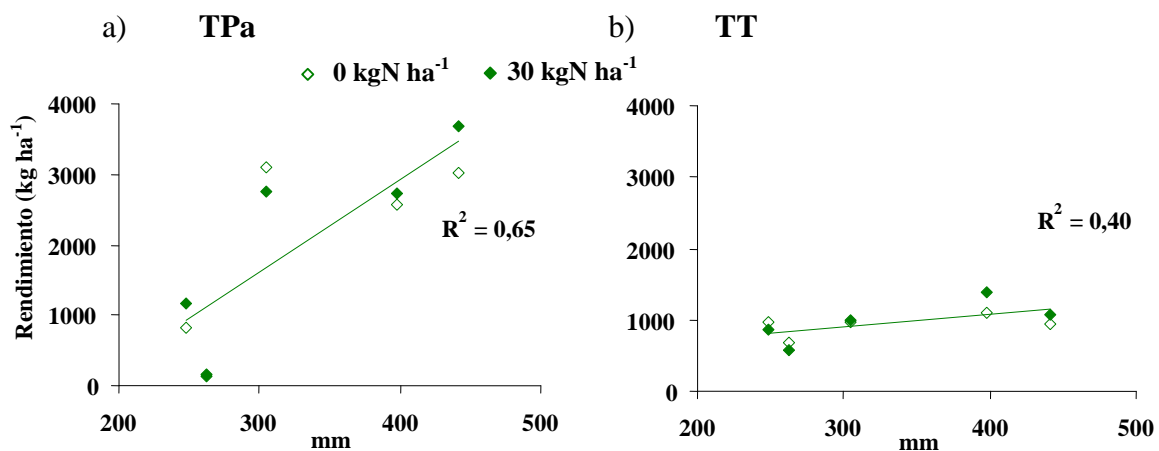 a) TPa
b) TT
◇ 0 kgN ha⁻¹ ◆ 30 kgN ha⁻¹
Rendimiento (kg ha⁻¹)
4000
3000
2000
1000
0
200 300 400 500
mm
R² = 0,65
4000
3000
2000
1000
0
200 300 400 500
mm
R² = 0,40